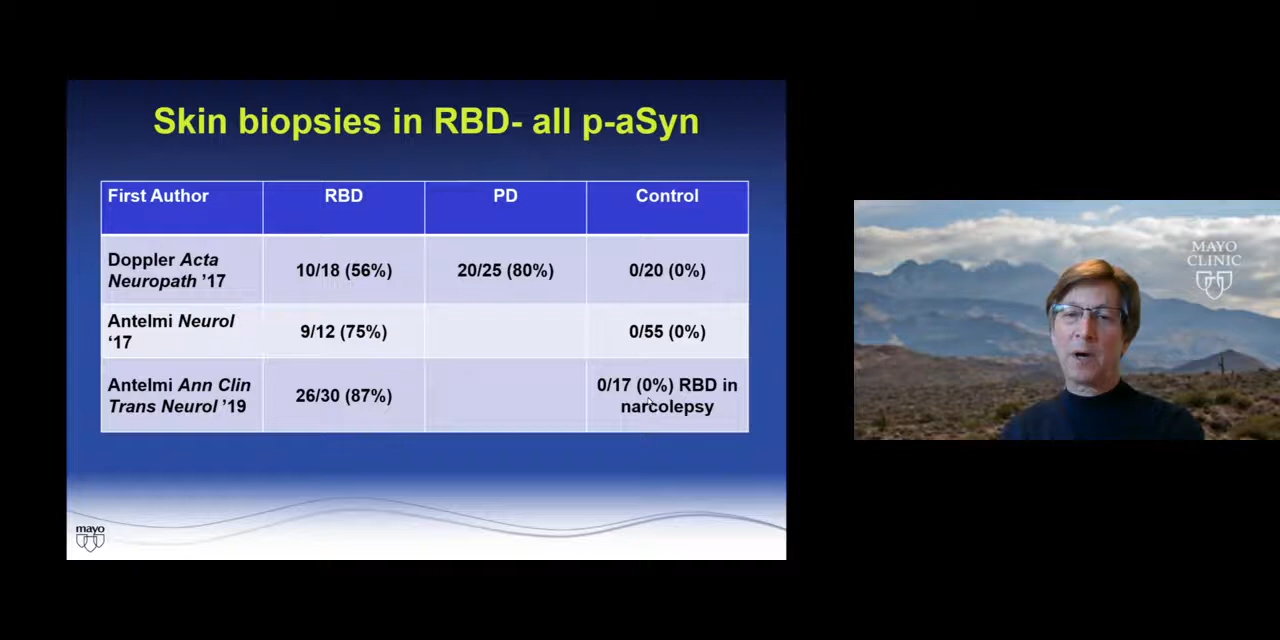 Skin biopsies in RBD- all p-aSyn
First Author
RBD
PD
Control
Doppler Acta
Neuropath ’17
10/18 (56%)
20/25 (80%)
0/20 (0%)
Antelmi Neurol
‘17
9/12 (75%)
0/55 (0%)
Antelmi Ann Clin
Trans Neurol ’19
26/30 (87%)
0/17 (0%) RBD in
narcolepsy
mayo
MAYO
CLINIC